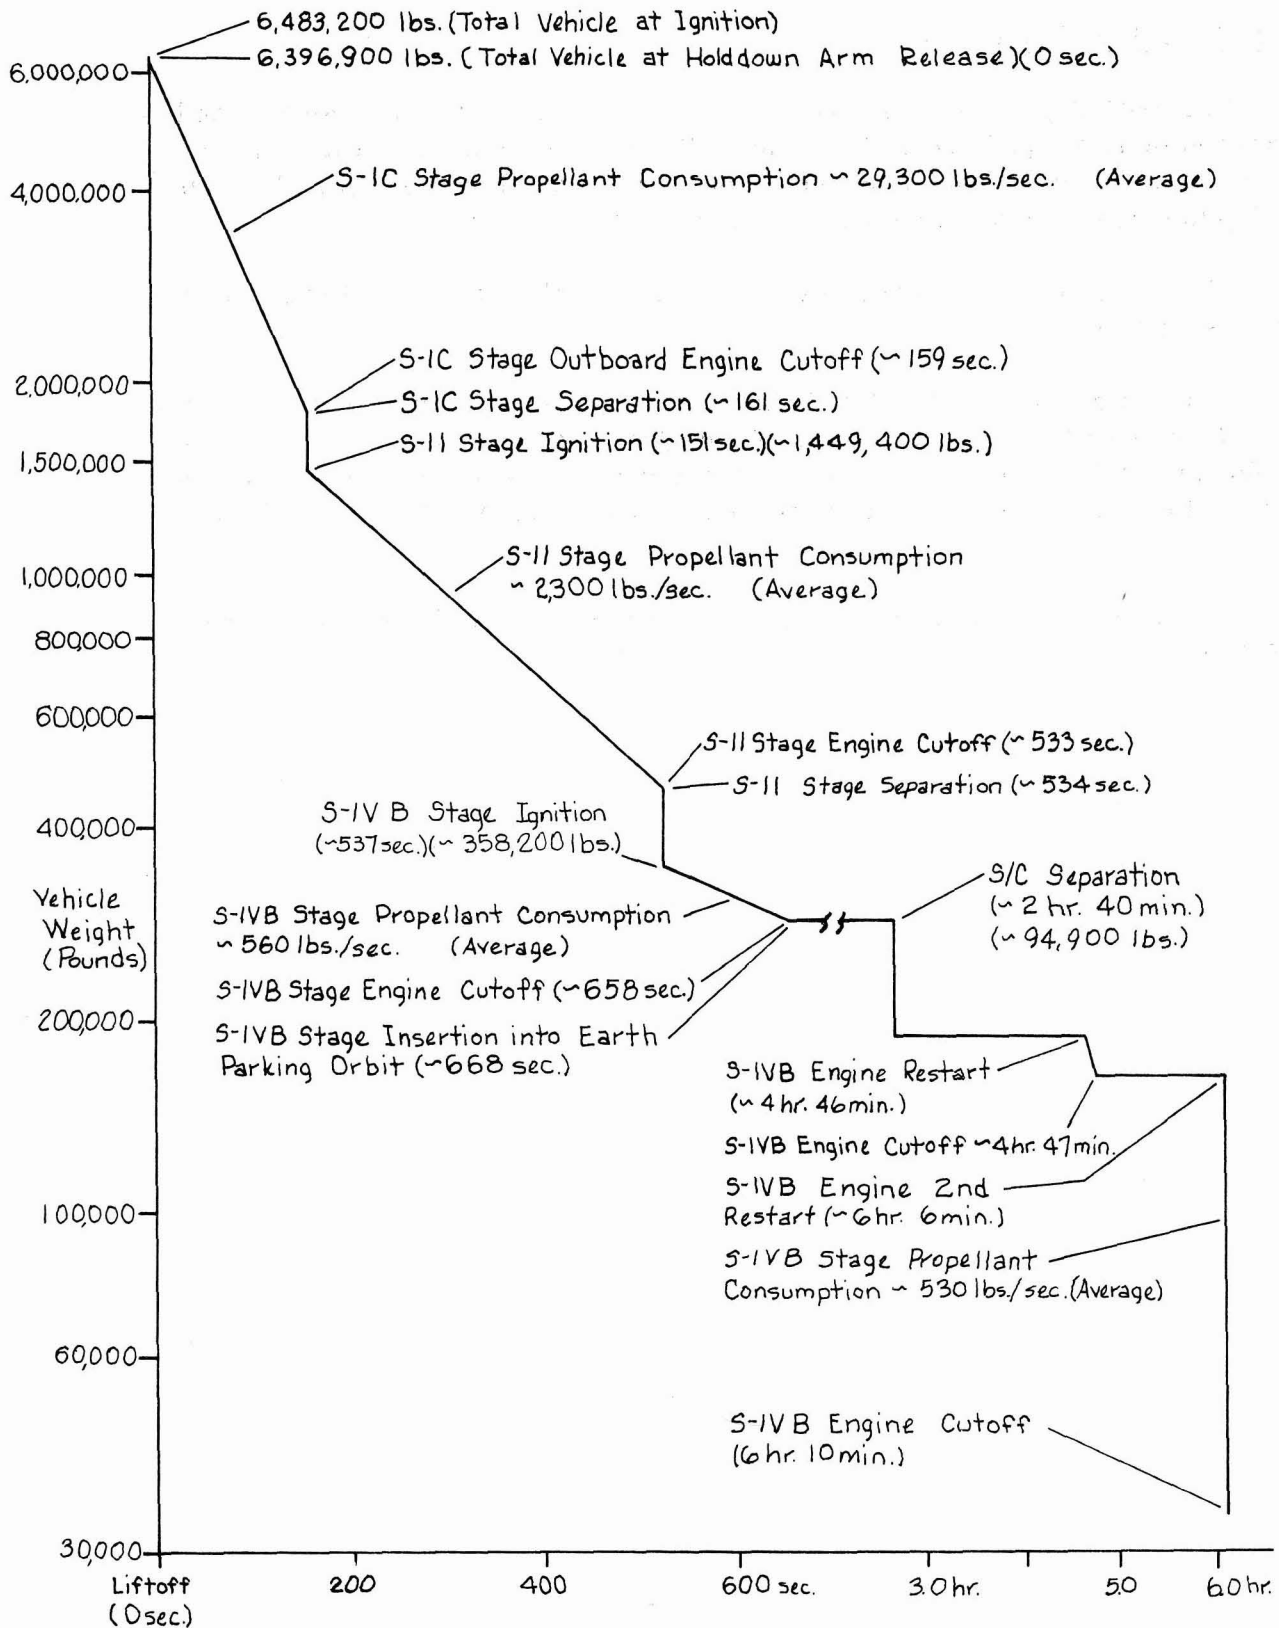 6,483,200 lbs. (Total Vehicle at Ignition)
6,396,900 lbs. (Total Vehicle at Holddown Arm Release)(0 sec.)
6,000,000
S-IC Stage Propellant Consumption ~ 29,300 lbs./sec. (Average)
4,000,000
S-IC Stage Outboard Engine Cutoff (~159 sec.)
2,000,000
S-IC Stage Separation (~161 sec.)
S-II Stage Ignition (~151 sec.)(~1,449,400 lbs.)
1,500,000
S-II Stage Propellant Consumption
~ 2,300 lbs./sec. (Average)
1,000,000
800,000
600,000
S-II Stage Engine Cutoff (~533 sec.)
S-II Stage Separation (~534 sec.)
S-IV B Stage Ignition
(~537 sec.)(~ 358,200 lbs.)
400,000
S/C Separation
(~ 2 hr. 40 min.)
(~ 94,900 lbs.)
Vehicle
Weight
(Pounds)
S-IVB Stage Propellant Consumption
~ 560 lbs./sec. (Average)
S-IVB Stage Engine Cutoff (~658 sec.)
200,000
S-IVB Stage Insertion into Earth
Parking Orbit (~668 sec.)
S-IVB Engine Restart
(~ 4 hr. 46 min.)
S-IVB Engine Cutoff ~4 hr. 47 min.
S-IVB Engine 2nd
Restart (~6 hr. 6 min.)
100,000
S-IVB Stage Propellant
Consumption ~ 530 lbs./sec. (Average)
60,000
S-IV B Engine Cutoff
(6 hr. 10 min.)
30,000
Liftoff
(0 sec.)
200
400
600 sec.
3.0 hr.
5.0
6.0 hr.